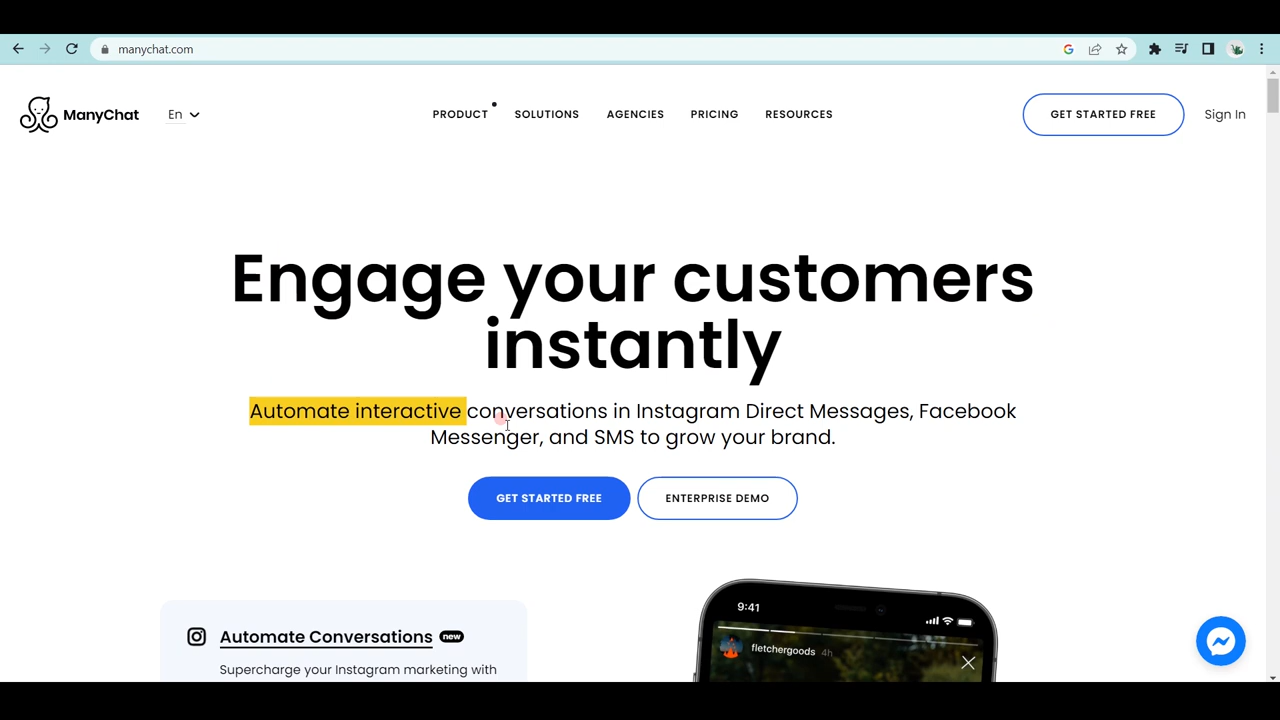 manychat.com
ManyChat
En
PRODUCT
SOLUTIONS
AGENCIES
PRICING
RESOURCES
GET STARTED FREE
Sign In
Engage your customers
instantly
Automate interactive conversations in Instagram Direct Messages, Facebook
Messenger, and SMS to grow your brand.
GET STARTED FREE
ENTERPRISE DEMO
Automate Conversations new
Supercharge your Instagram marketing with
9:41
fletchergoods 4h